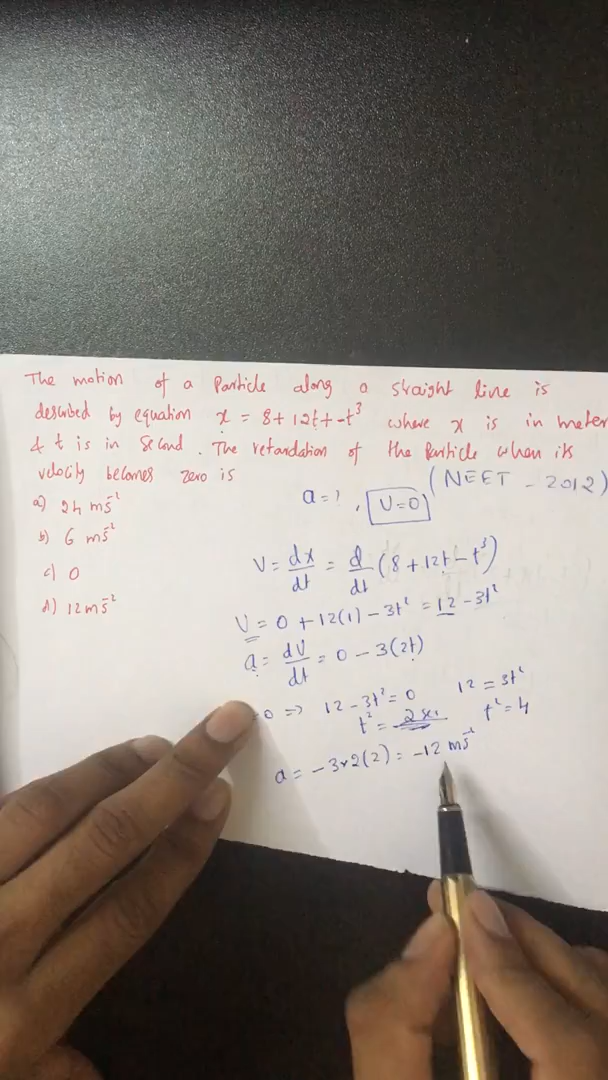 The motion of a Particle along a straight line is
described by equation x = 8+12t+-t³ where x is in meter
& t is in Second. The retardation of the Particle when its
velocity becomes zero is
(NEET - 2012)
a) 24 ms⁻²
b) 6 ms⁻²
c) 0
d) 12 ms⁻²
a = ? , V=0
V = dx/dt = d/dt (8+12t-t³)
V = 0 + 12(1) - 3t² = 12 - 3t²
a = dV/dt = 0 - 3(2t)
=0 => 12 - 3t² = 0 12 = 3t²
t² = 2 sec t² = 4
a = -3×2(2) = -12 ms⁻²